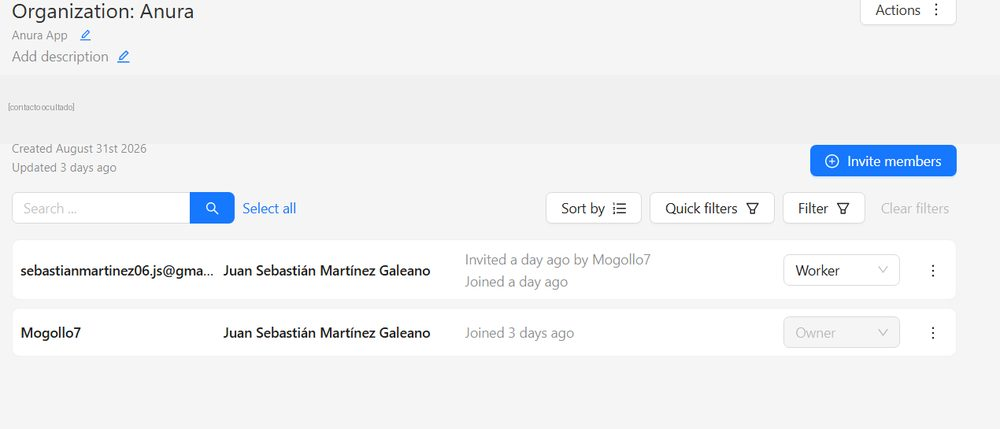 Organization: Anura
Actions
Anura App
Add description
[contacto ocultado]
Created August 31st 2026
Updated 3 days ago
Invite members
Search ...
Select all
Sort by
Quick filters
Filter
Clear filters
sebastianmartinez06.js@gma...
Juan Sebastián Martínez Galeano
Invited a day ago by Mogollo7
Joined a day ago
Worker
Mogollo7
Juan Sebastián Martínez Galeano
Joined 3 days ago
Owner